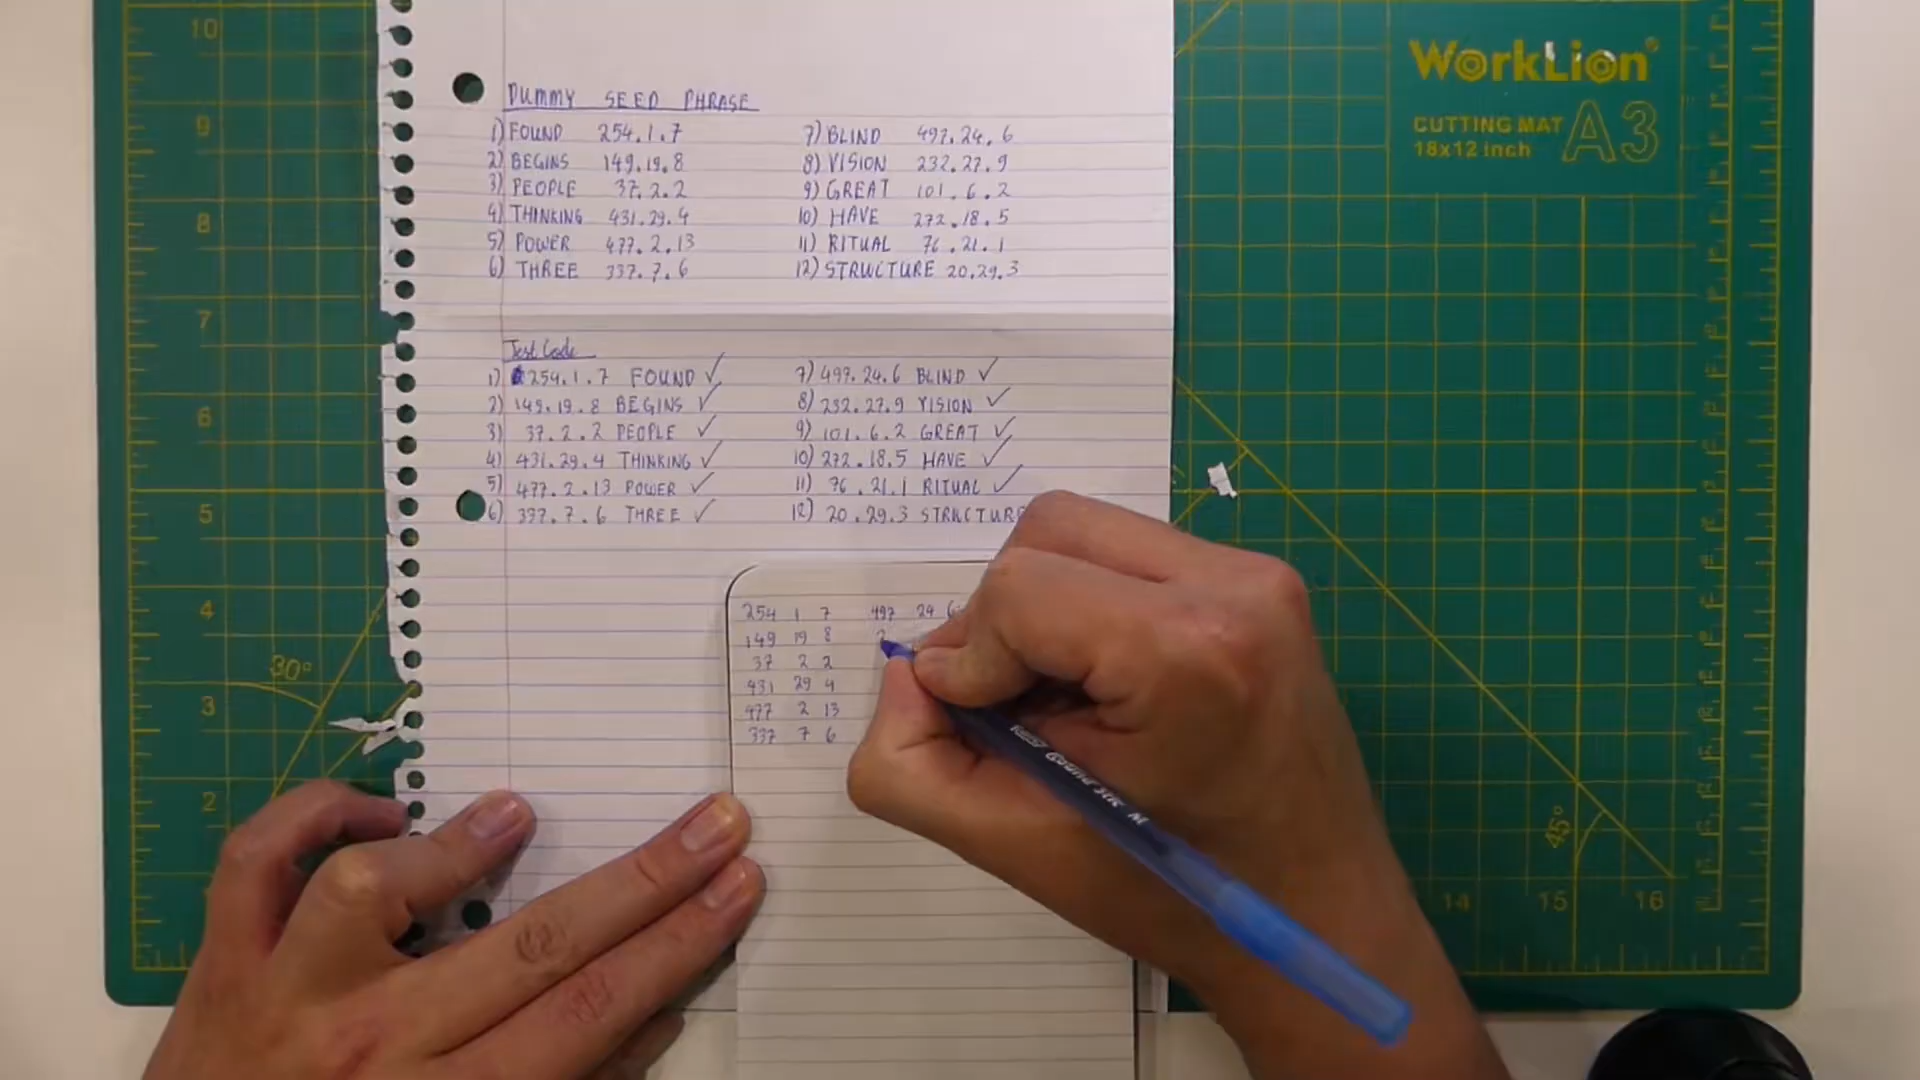 DUMMY SEED PHRASE
1) FOUND 254.1.7
2) BEGINS 149.19.8
3) PEOPLE 37.2.2
4) THINKING 431.29.4
5) POWER 477.2.13
6) THREE 337.7.6
7) BLIND 497.24.6
8) VISION 232.27.9
9) GREAT 101.6.2
10) HAVE 272.18.5
11) RITUAL 76.21.1
12) STRUCTURE 20.29.3
Test Code
1) 254.1.7 FOUND ✓
2) 149.19.8 BEGINS ✓
3) 37.2.2 PEOPLE ✓
4) 431.29.4 THINKING ✓
5) 477.2.13 POWER ✓
6) 337.7.6 THREE ✓
7) 497.24.6 BLIND ✓
8) 232.27.9 VISION ✓
9) 101.6.2 GREAT ✓
10) 272.18.5 HAVE ✓
11) 76.21.1 RITUAL ✓
12) 20.29.3 STRUCTURE
254 1 7 497 24 6
149 19 8 2
37 2 2
431 29 4
477 2 13
337 7 6
WorkLion®
CUTTING MAT A3
18x12 inch
10
9
8
7
6
5
4
3
2
30°
45°
14 15 16